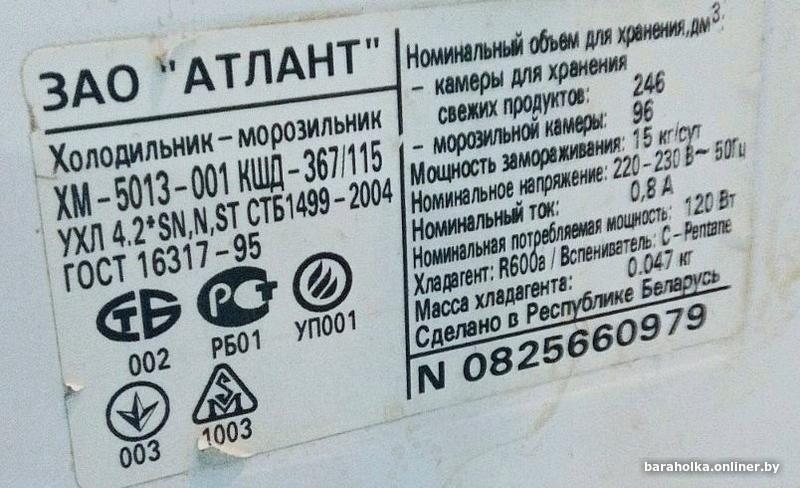 ЗАО "АТЛАНТ"
Холодильник – морозильник
ХМ – 5013 – 001 КШД – 367/115
УХЛ 4.2*SN,N,ST СТБ1499 – 2004
ГОСТ 16317 – 95
СТБ
002
РСТ
РБ01
УП001
003
SM
1003
Номинальный объем для хранения,дм³:
– камеры для хранения
свежих продуктов: 246
– морозильной камеры: 96
Мощность замораживания: 15 кг/сут
Номинальное напряжение: 220 – 230 В ~ 50Гц
Номинальный ток: 0,8 А
Номинальная потребляемая мощность: 120 Вт
Хладагент: R600a / Вспениватель: C – Pentane
Масса хладагента: 0.047 кг
Сделано в Республике Беларусь
N 0825660979
baraholka.onliner.by